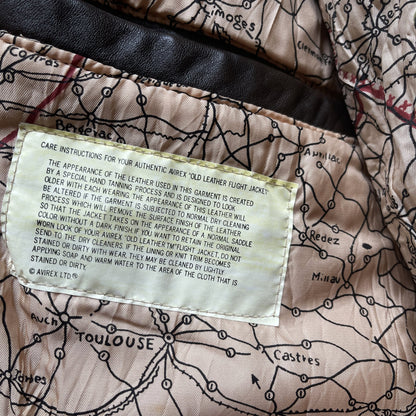 Limoges
Coutras
Bergerac
Aurillac
CARE INSTRUCTIONS FOR YOUR AUTHENTIC AIREX "OLD LEATHER FLIGHT JACKET."
THE APPEARANCE OF THE LEATHER USED IN THIS GARMENT IS CREATED
BY A SPECIAL HAND TANNING PROCESS AND IS DESIGNED TO LOOK
OLDER WITH EACH WEARING. THE APPEARANCE OF THIS LEATHER WILL
BE ALTERED IF THE GARMENT IS SUBJECTED TO NORMAL DRY CLEANING
PROCESS WHICH WILL REMOVE THE SURFACE FINISH OF THE LEATHER
SO THAT THE JACKET TAKES ON THE APPEARANCE OF A NORMAL SADDLE
COLOR WITHOUT A DARK FINISH. IF YOU WANT TO RETAIN THE ORIGINAL
WORN LOOK OF YOUR AVIREX "OLD LEATHER TM" FLIGHT JACKET, DO NOT
SEND TO THE DRY CLEANERS. IF THE LINING OR KNIT TRIM BECOMES
STAINED OR DIRTY WITH WEAR, THEY MAY BE CLEANED BY LIGHTLY
APPLYING SOAP AND WARM WATER TO THE AREA OF THE CLOTH THAT IS
STAINED OR DIRTY.
© AVIREX LTD®
Rodez
Millau
Auch
TOULOUSE
Castres